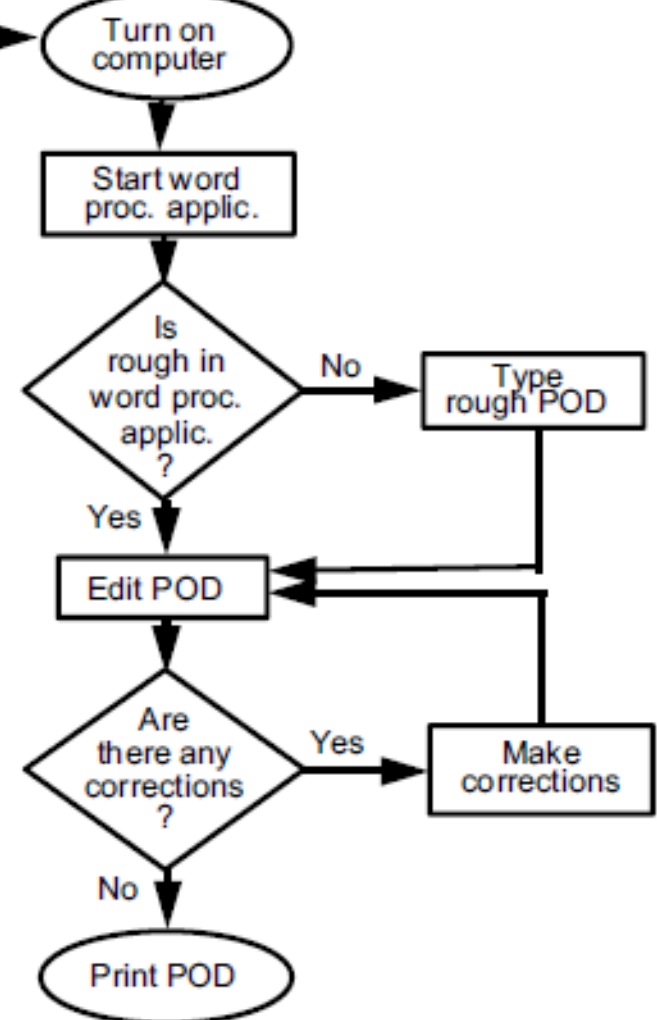 Turn on
computer
Start word
proc. applic.
Is
rough in
word proc.
applic.
?
No
Type
rough POD
Yes
Edit POD
Are
there any
corrections
?
Yes
Make
corrections
No
Print POD